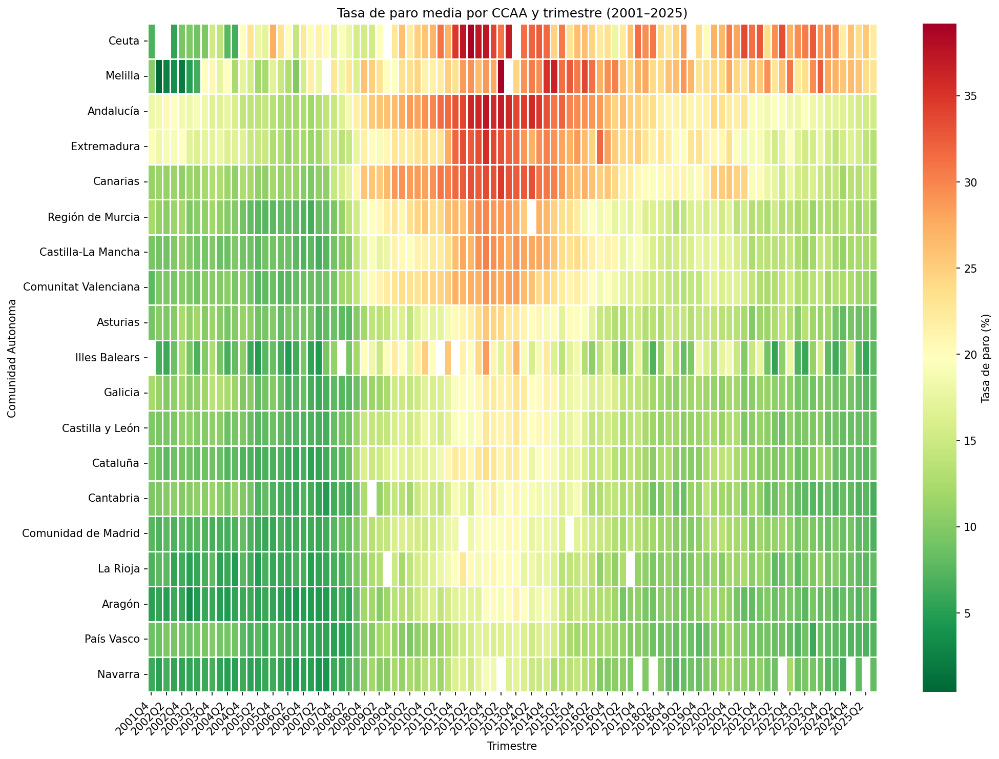 Tasa de paro media por CCAA y trimestre (2001–2025)
Comunidad Autonoma
Ceuta
Melilla
Andalucía
Extremadura
Canarias
Región de Murcia
Castilla-La Mancha
Comunitat Valenciana
Asturias
Illes Balears
Galicia
Castilla y León
Cataluña
Cantabria
Comunidad de Madrid
La Rioja
Aragón
País Vasco
Navarra
2001Q4
2002Q2
2002Q4
2003Q2
2003Q4
2004Q2
2004Q4
2005Q2
2005Q4
2006Q2
2006Q4
2007Q2
2007Q4
2008Q2
2008Q4
2009Q2
2009Q4
2010Q2
2010Q4
2011Q2
2011Q4
2012Q2
2012Q4
2013Q2
2013Q4
2014Q2
2014Q4
2015Q2
2015Q4
2016Q2
2016Q4
2017Q2
2017Q4
2018Q2
2018Q4
2019Q2
2019Q4
2020Q2
2020Q4
2021Q2
2021Q4
2022Q2
2022Q4
2023Q2
2023Q4
2024Q2
2024Q4
2025Q2
Trimestre
35
30
25
20
15
10
5
Tasa de paro (%)